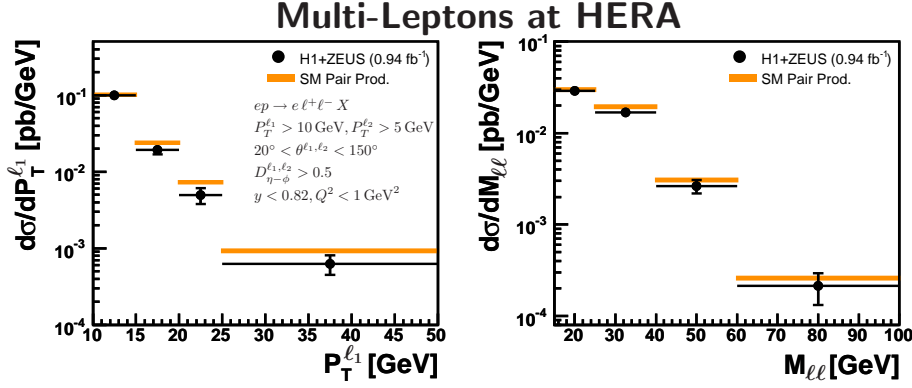 Multi-Leptons at HERA
dσ/dP_T^ℓ₁ [pb/GeV]
10⁻¹
10⁻²
10⁻³
10⁻⁴
H1+ZEUS (0.94 fb⁻¹)
SM Pair Prod.
ep → e ℓ⁺ℓ⁻ X
P_T^ℓ₁ > 10 GeV, P_T^ℓ₂ > 5 GeV
20° < θ^ℓ₁,ℓ₂ < 150°
D_η−ϕ^ℓ₁,ℓ₂ > 0.5
y < 0.82, Q² < 1 GeV²
10 15 20 25 30 35 40 45 50
P_T^ℓ₁ [GeV]
dσ/dM_ℓℓ [pb/GeV]
10⁻¹
10⁻²
10⁻³
10⁻⁴
H1+ZEUS (0.94 fb⁻¹)
SM Pair Prod.
20 30 40 50 60 70 80 90 100
M_ℓℓ [GeV]